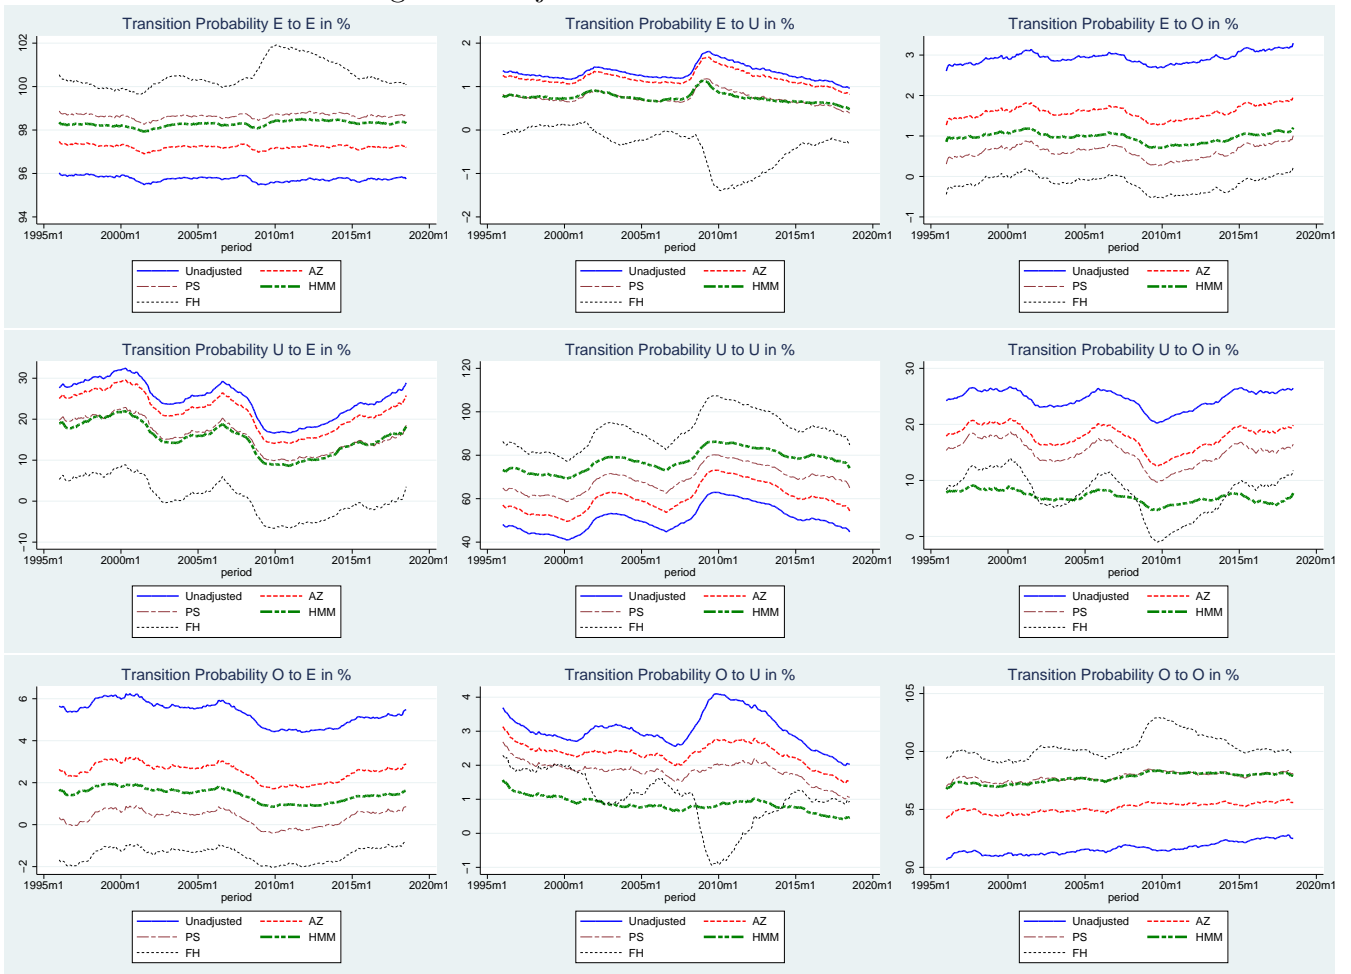 Transition Probability E to E in %
102
100
98
96
94
1995m1 2000m1 2005m1 2010m1 2015m1 2020m1
period
Unadjusted AZ
PS HMM
FH
Transition Probability E to U in %
2
1
0
−1
−2
1995m1 2000m1 2005m1 2010m1 2015m1 2020m1
period
Unadjusted AZ
PS HMM
FH
Transition Probability E to O in %
3
2
1
0
−1
1995m1 2000m1 2005m1 2010m1 2015m1 2020m1
period
Unadjusted AZ
PS HMM
FH
Transition Probability U to E in %
30
20
10
0
−10
1995m1 2000m1 2005m1 2010m1 2015m1 2020m1
period
Unadjusted AZ
PS HMM
FH
Transition Probability U to U in %
120
100
80
60
40
1995m1 2000m1 2005m1 2010m1 2015m1 2020m1
period
Unadjusted AZ
PS HMM
FH
Transition Probability U to O in %
30
20
10
0
1995m1 2000m1 2005m1 2010m1 2015m1 2020m1
period
Unadjusted AZ
PS HMM
FH
Transition Probability O to E in %
6
4
2
0
−2
1995m1 2000m1 2005m1 2010m1 2015m1 2020m1
period
Unadjusted AZ
PS HMM
FH
Transition Probability O to U in %
4
3
2
1
0
−1
1995m1 2000m1 2005m1 2010m1 2015m1 2020m1
period
Unadjusted AZ
PS HMM
FH
Transition Probability O to O in %
105
100
95
90
1995m1 2000m1 2005m1 2010m1 2015m1 2020m1
period
Unadjusted AZ
PS HMM
FH